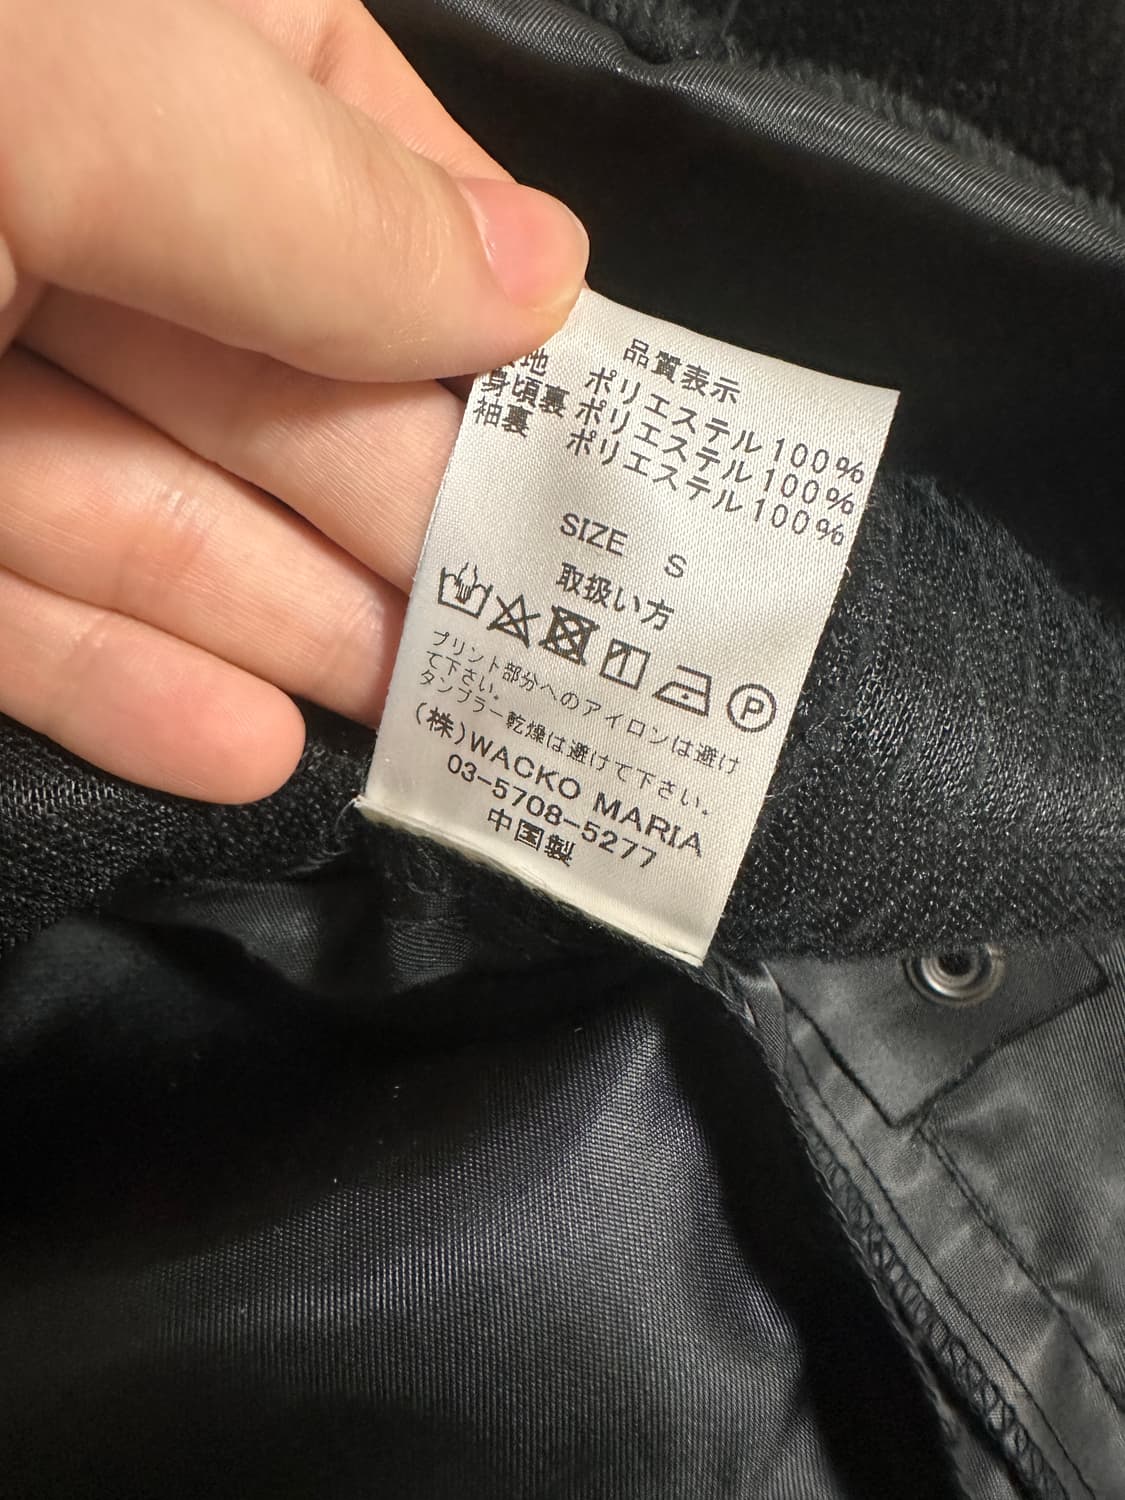 品質表示
地 ポリエステル100%
身頃裏 ポリエステル100%
袖裏 ポリエステル100%
SIZE S
取扱い方
P
プリント部分へのアイロンは避け
て下さい。
タンブラー乾燥は避けて下さい。
(株)WACKO MARIA
03-5708-5277
中国製